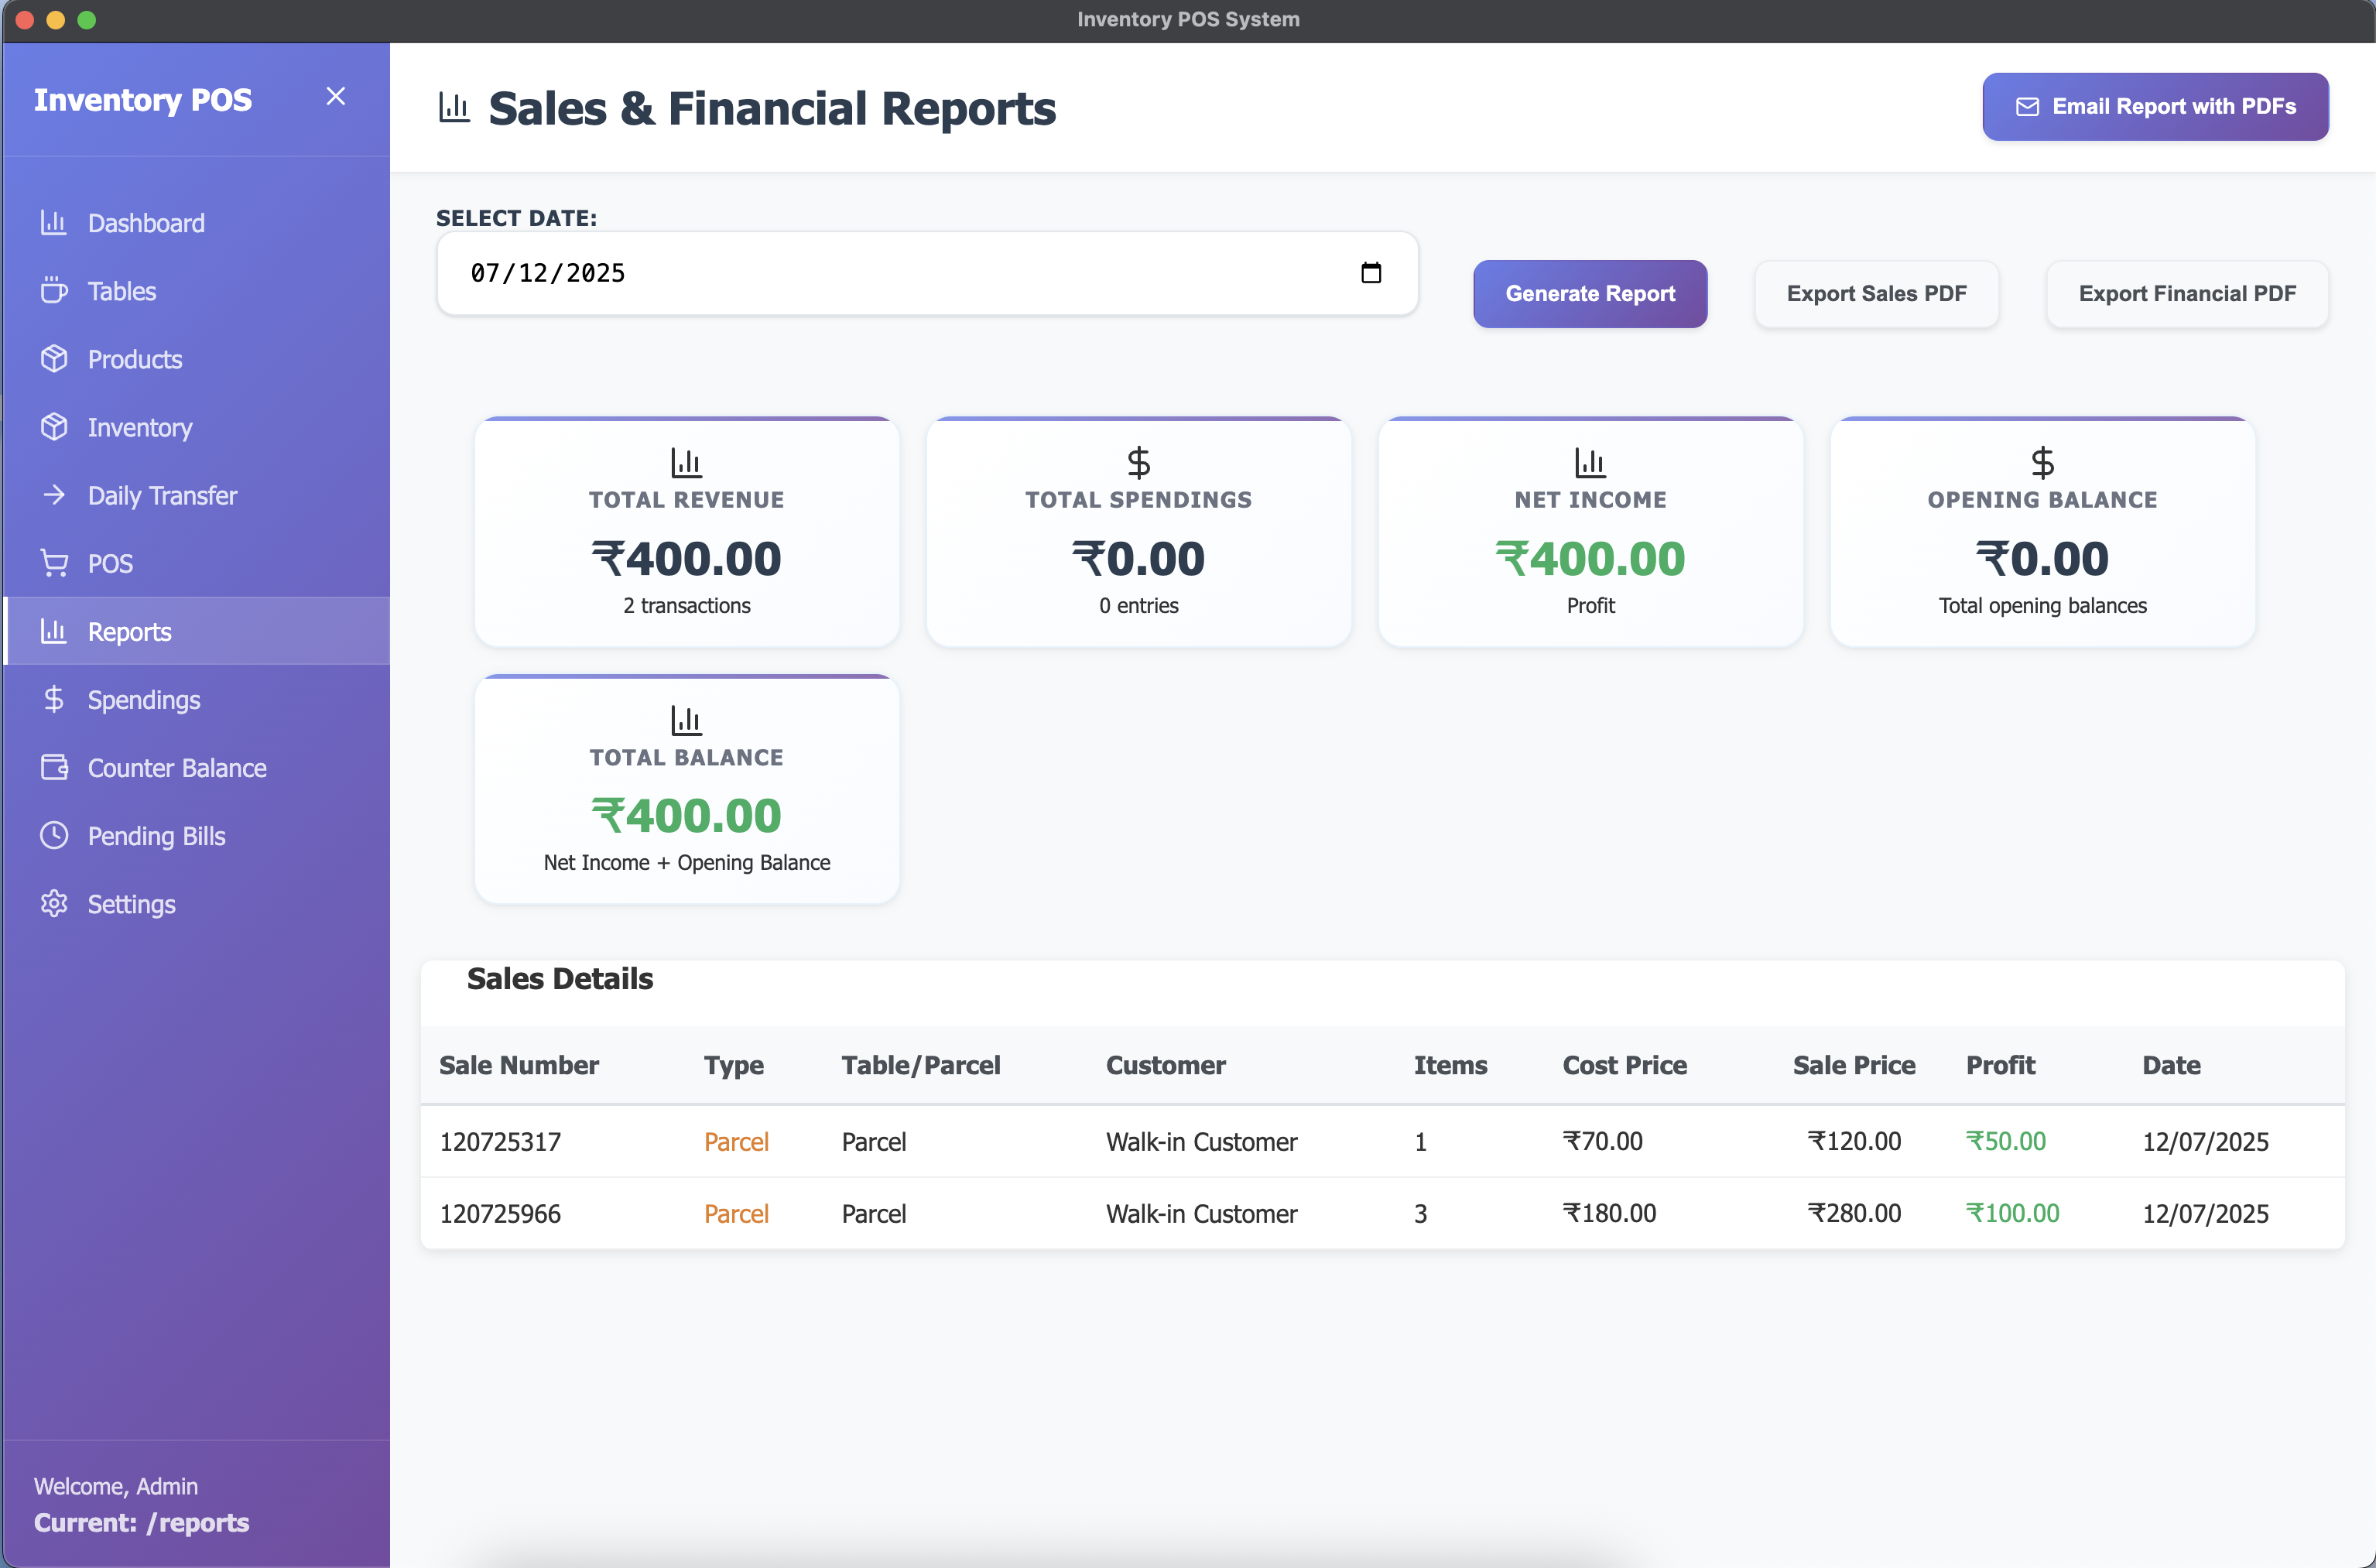 Inventory POS System
Inventory POS
Dashboard
Tables
Products
Inventory
Daily Transfer
POS
Reports
Spendings
Counter Balance
Pending Bills
Settings
Welcome, Admin
Current: /reports
Sales & Financial Reports
Email Report with PDFs
SELECT DATE:
07/12/2025
Generate Report
Export Sales PDF
Export Financial PDF
TOTAL REVENUE
₹400.00
2 transactions
TOTAL SPENDINGS
₹0.00
0 entries
NET INCOME
₹400.00
Profit
OPENING BALANCE
₹0.00
Total opening balances
TOTAL BALANCE
₹400.00
Net Income + Opening Balance
Sales Details
Sale Number Type Table/Parcel Customer Items Cost Price Sale Price Profit Date
120725317 Parcel Parcel Walk-in Customer 1 ₹70.00 ₹120.00 ₹50.00 12/07/2025
120725966 Parcel Parcel Walk-in Customer 3 ₹180.00 ₹280.00 ₹100.00 12/07/2025